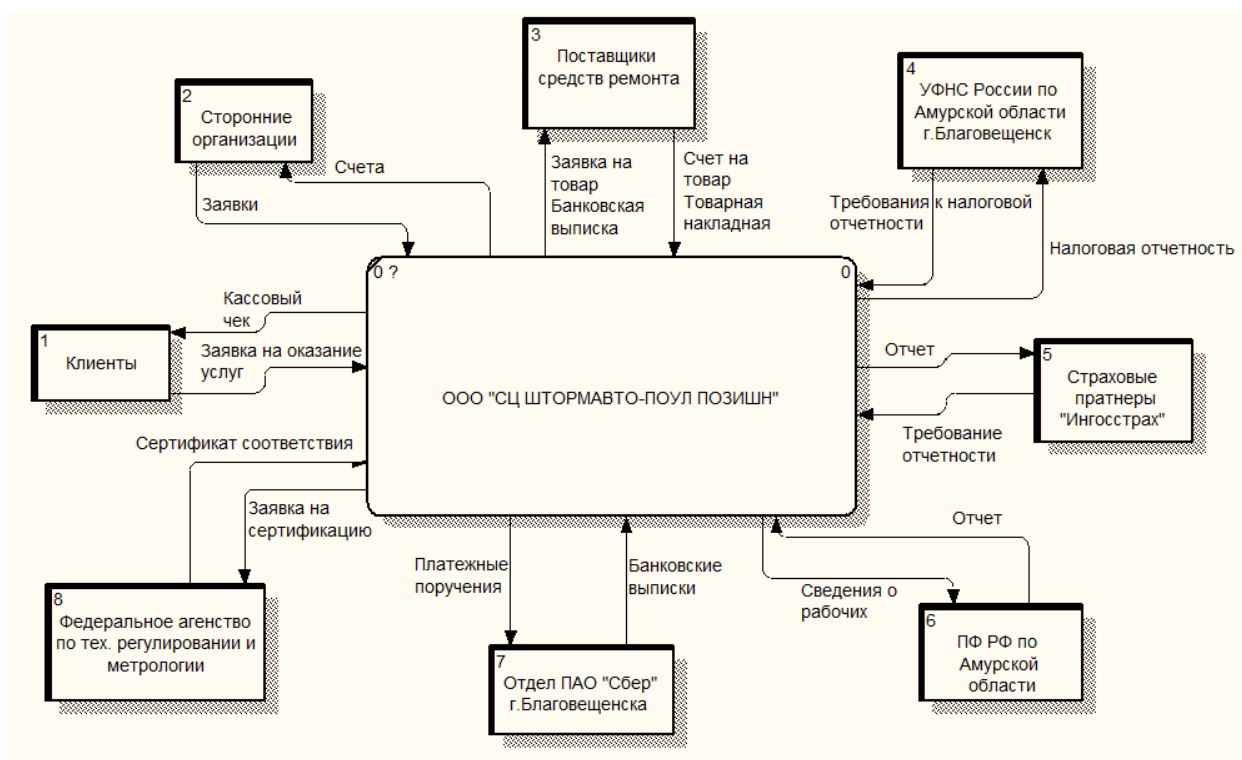 3
Поставщики
средств ремонта
4
УФНС России по
Амурской области
г.Благовещенск
2
Сторонние
организации
Счета
Заявки
Заявка на
товар
Банковская
выписка
Счет на
товар
Товарная
накладная
Требования к налоговой
отчетности
Налоговая отчетность
0 ?
0
ООО "СЦ ШТОРМАВТО-ПОУЛ ПОЗИШН"
Кассовый
чек
1
Клиенты
Заявка на оказание
услуг
Отчет
5
Страховые
пратнеры
"Ингосстрах"
Требование
отчетности
Сертификат соответствия
Заявка на
сертификацию
8
Федеральное агенство
по тех. регулировании и
метрологии
Платежные
поручения
Банковские
выписки
7
Отдел ПАО "Сбер"
г.Благовещенска
Сведения о
рабочих
Отчет
6
ПФ РФ по
Амурской
области